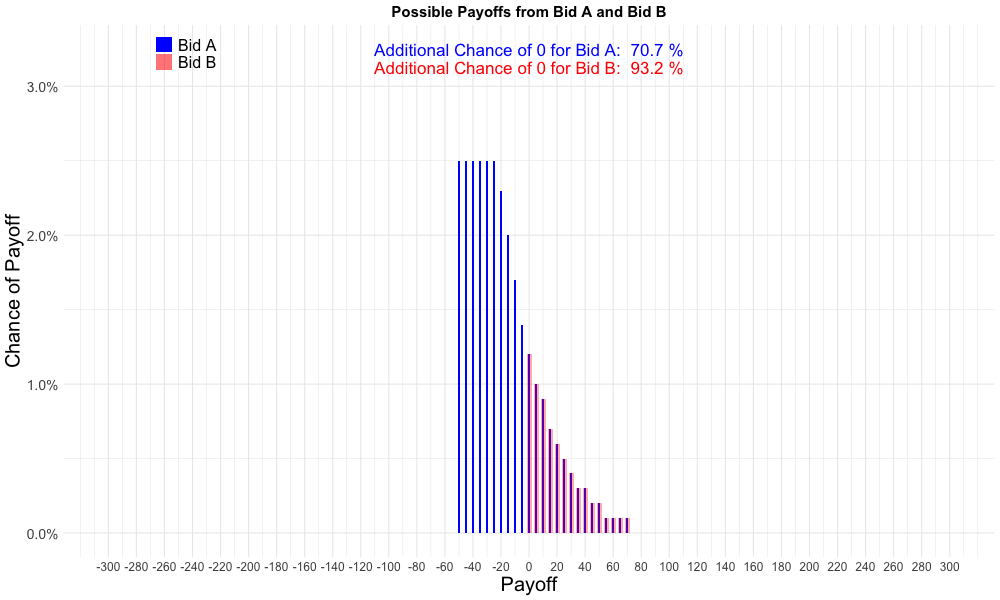 Possible Payoffs from Bid A and Bid B
Bid A
Bid B
Additional Chance of 0 for Bid A: 70.7 %
Additional Chance of 0 for Bid B: 93.2 %
Chance of Payoff
3.0%
2.0%
1.0%
0.0%
-300 -280 -260 -240 -220 -200 -180 -160 -140 -120 -100 -80 -60 -40 -20 0 20 40 60 80 100 120 140 160 180 200 220 240 260 280 300
Payoff